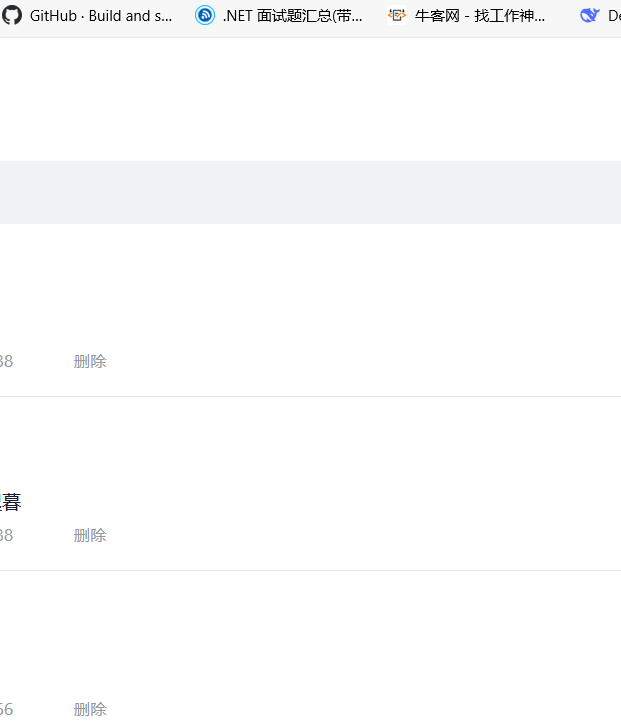 GitHub · Build and s...
.NET 面试题汇总(带...
牛客网 - 找工作神...
38 删除
暮
38 删除
56 删除